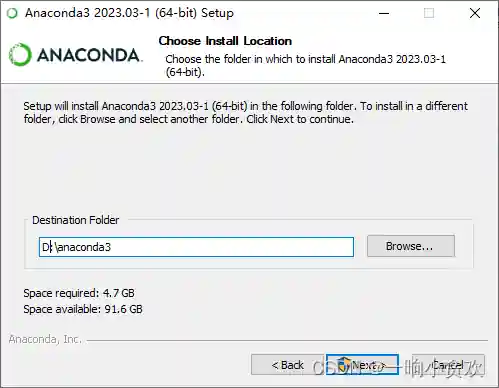 Anaconda3 2023.03-1 (64-bit) Setup
ANACONDA.
Choose Install Location
Choose the folder in which to install Anaconda3 2023.03-1
(64-bit).
Setup will install Anaconda3 2023.03-1 (64-bit) in the following folder. To install in a different
folder, click Browse and select another folder. Click Next to continue.
Destination Folder
D:\anaconda3
Browse...
Space required: 4.7 GB
Space available: 91.6 GB
Anaconda, Inc.
< Back
Next >
Cancel
CSDN @一晌小贪欢